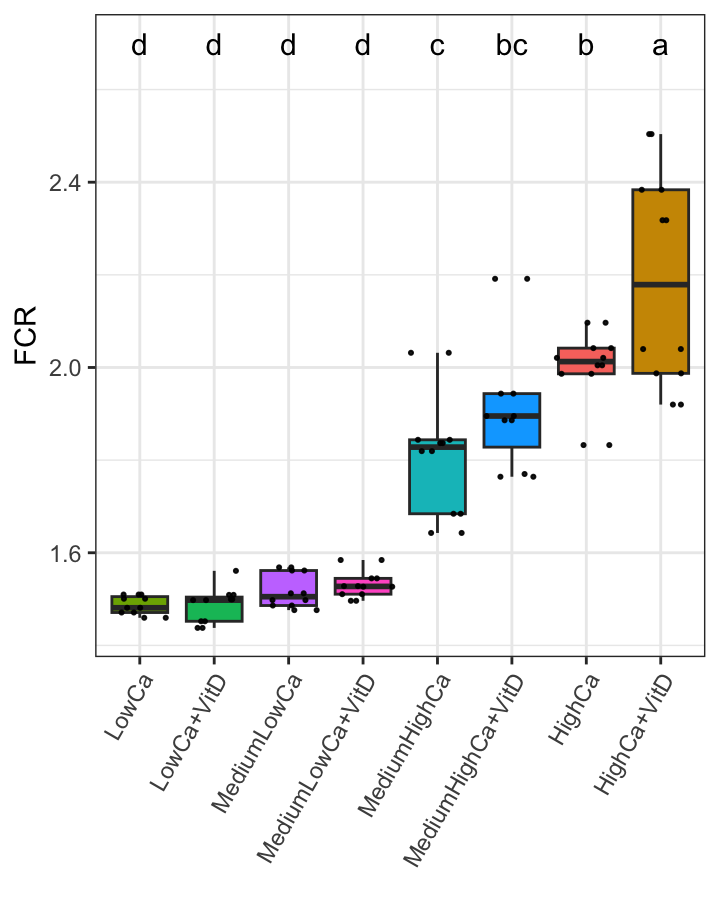 d d d d c bc b a
FCR
2.4
2.0
1.6
LowCa
LowCa+VitD
MediumLowCa
MediumLowCa+VitD
MediumHighCa
MediumHighCa+VitD
HighCa
HighCa+VitD